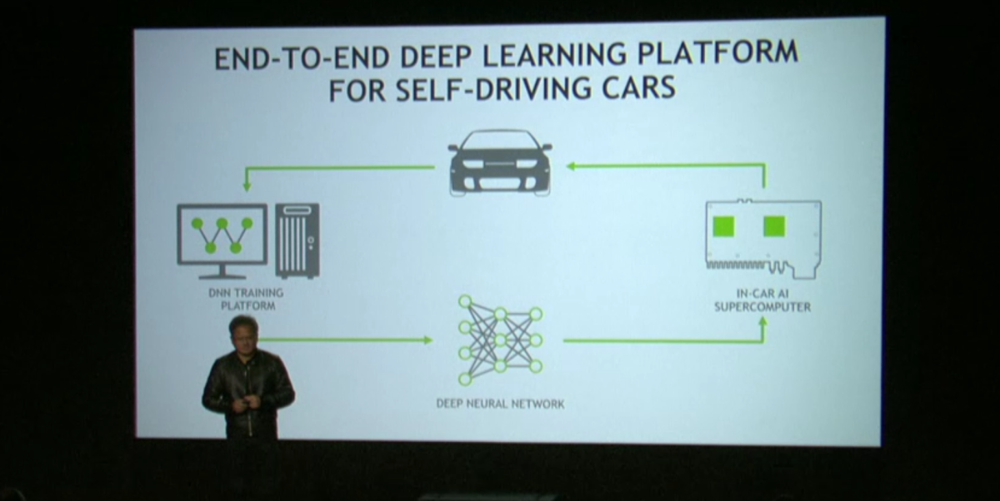 END-TO-END DEEP LEARNING PLATFORM
FOR SELF-DRIVING CARS
DNN TRAINING
PLATFORM
IN-CAR AI
SUPERCOMPUTER
DEEP NEURAL NETWORK